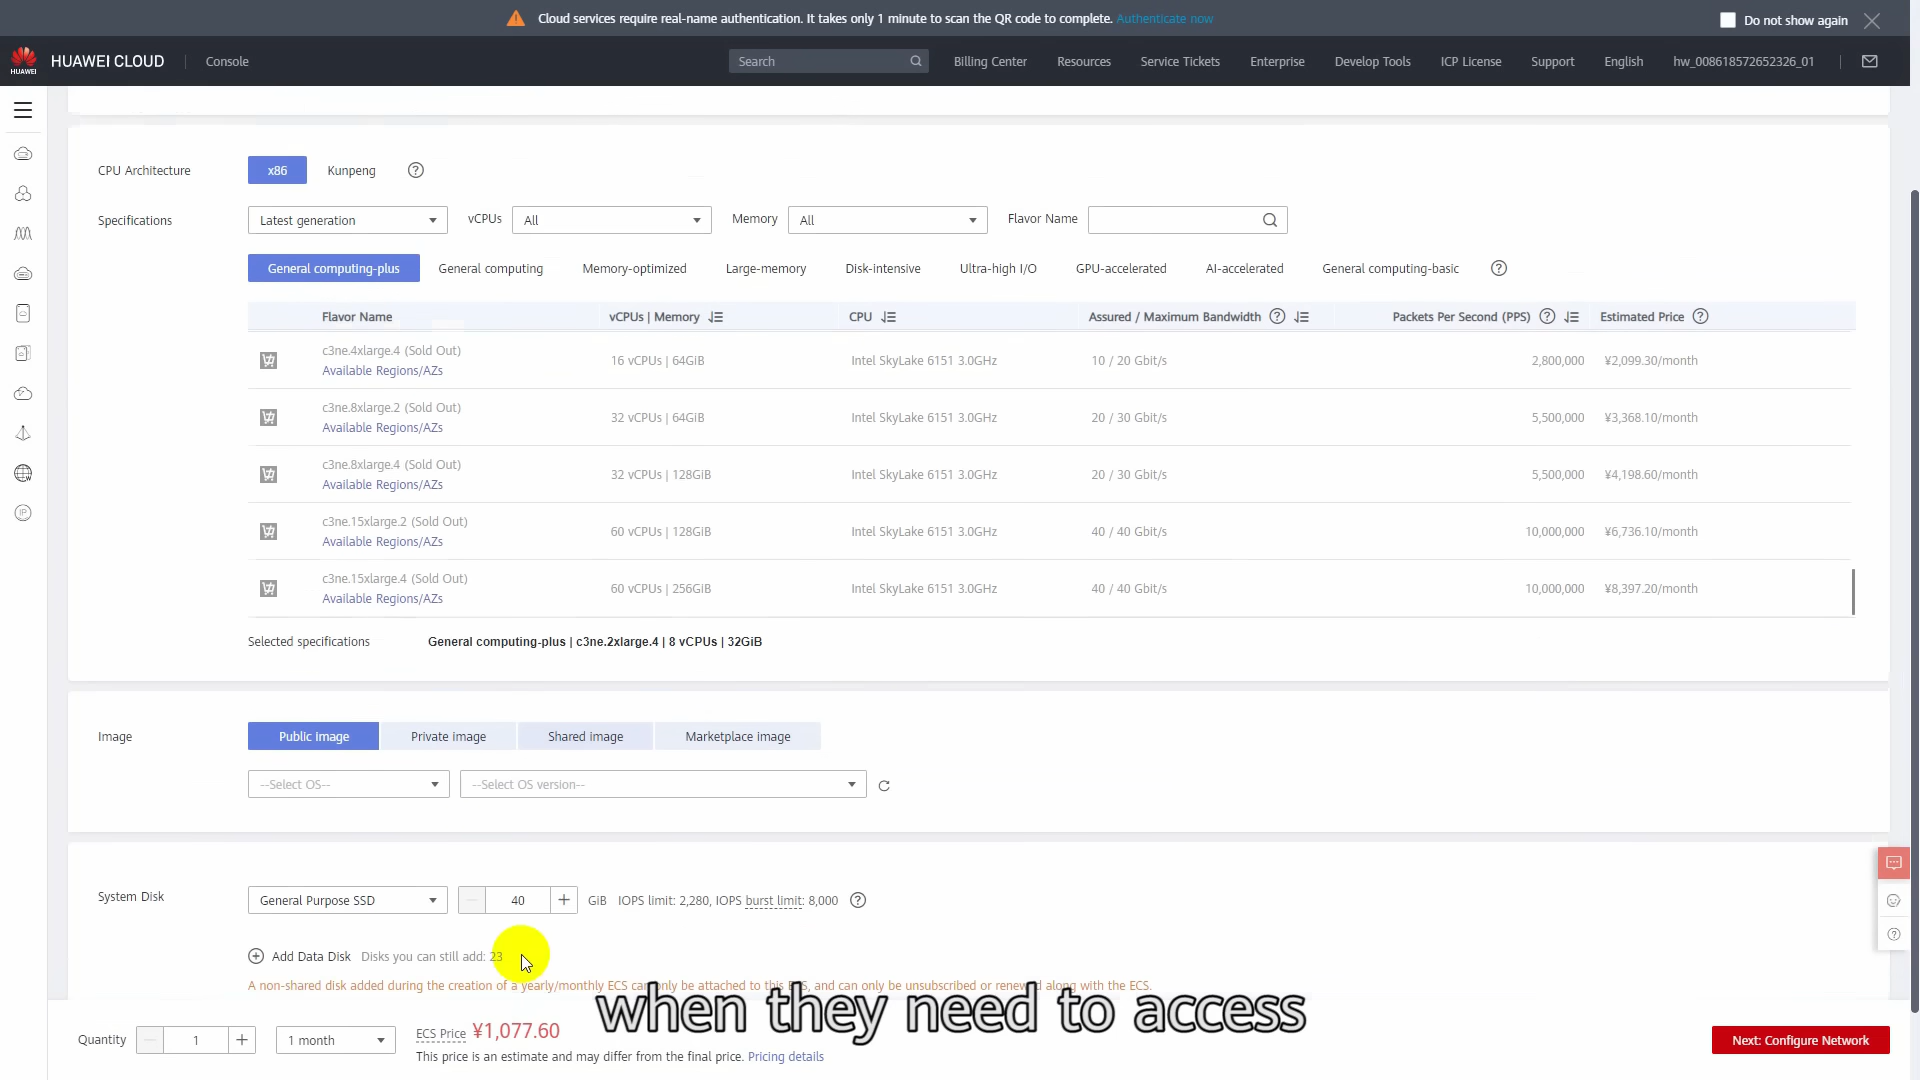 Cloud services require real-name authentication. It takes only 1 minute to scan the QR code to complete. Authenticate now
Do not show again
HUAWEI
HUAWEI CLOUD
Console
Search
Billing Center
Resources
Service Tickets
Enterprise
Develop Tools
ICP License
Support
English
hw_008618572652326_01
CPU Architecture
x86
Kunpeng
Specifications
Latest generation
vCPUs
All
Memory
All
Flavor Name
General computing-plus
General computing
Memory-optimized
Large-memory
Disk-intensive
Ultra-high I/O
GPU-accelerated
AI-accelerated
General computing-basic
Flavor Name
vCPUs | Memory
CPU
Assured / Maximum Bandwidth
Packets Per Second (PPS)
Estimated Price
c3ne.4xlarge.4 (Sold Out)
Available Regions/AZs
16 vCPUs | 64GiB
Intel SkyLake 6151 3.0GHz
10 / 20 Gbit/s
2,800,000
¥2,099.30/month
c3ne.8xlarge.2 (Sold Out)
Available Regions/AZs
32 vCPUs | 64GiB
Intel SkyLake 6151 3.0GHz
20 / 30 Gbit/s
5,500,000
¥3,368.10/month
c3ne.8xlarge.4 (Sold Out)
Available Regions/AZs
32 vCPUs | 128GiB
Intel SkyLake 6151 3.0GHz
20 / 30 Gbit/s
5,500,000
¥4,198.60/month
c3ne.15xlarge.2 (Sold Out)
Available Regions/AZs
60 vCPUs | 128GiB
Intel SkyLake 6151 3.0GHz
40 / 40 Gbit/s
10,000,000
¥6,736.10/month
c3ne.15xlarge.4 (Sold Out)
Available Regions/AZs
60 vCPUs | 256GiB
Intel SkyLake 6151 3.0GHz
40 / 40 Gbit/s
10,000,000
¥8,397.20/month
Selected specifications
General computing-plus | c3ne.2xlarge.4 | 8 vCPUs | 32GiB
Image
Public image
Private image
Shared image
Marketplace image
--Select OS--
--Select OS version--
System Disk
General Purpose SSD
40
GiB
IOPS limit: 2,280, IOPS burst limit: 8,000
Add Data Disk
Disks you can still add: 23
A non-shared disk added during the creation of a yearly/monthly ECS can only be attached to this ECS, and can only be unsubscribed or renewed along with the ECS.
when they need to access
Quantity
1
1 month
ECS Price ¥1,077.60
This price is an estimate and may differ from the final price. Pricing details
Next: Configure Network